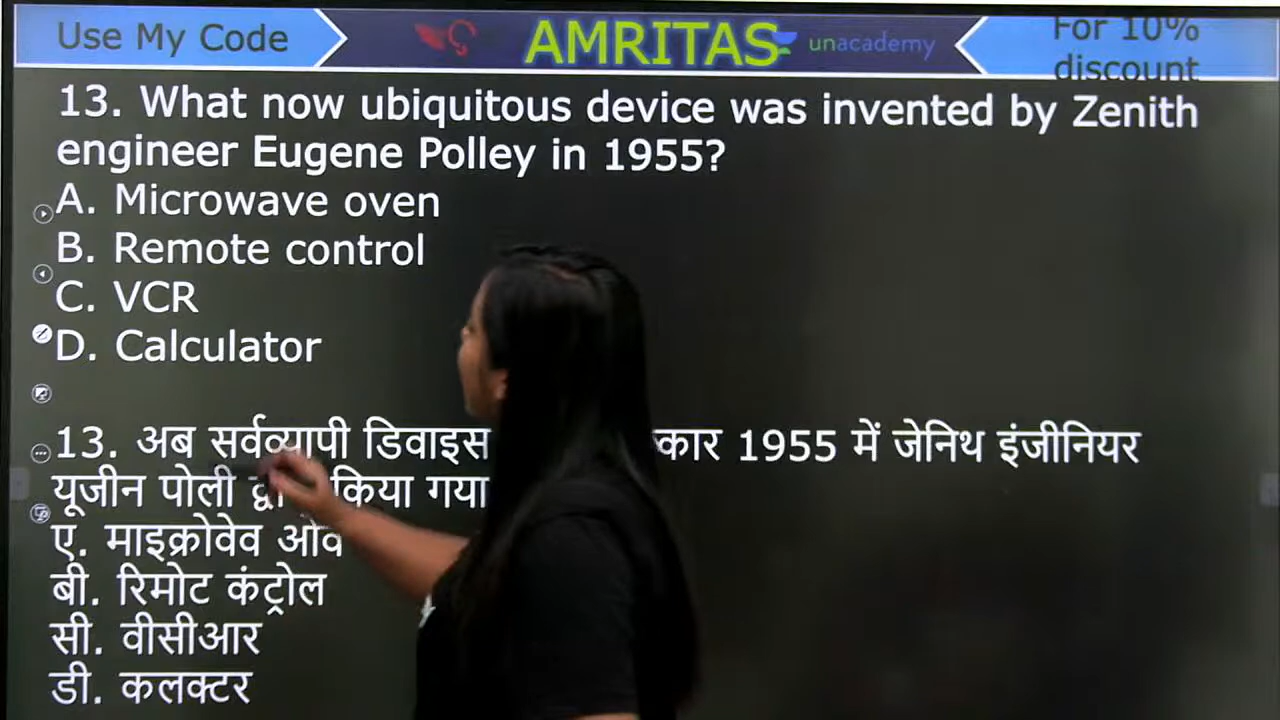 Use My Code
AMRITAS
unacademy
For 10%
discount
13. What now ubiquitous device was invented by Zenith
engineer Eugene Polley in 1955?
A. Microwave oven
B. Remote control
C. VCR
D. Calculator
13. अब सर्वव्यापी डिवाइस 1955 में जेनिथ इंजीनियर
यूजीन पोली किया गया
ए. माइक्रोवेव
बी. रिमोट कंट्रोल
सी. वीसीआर
डी. कलक्टर